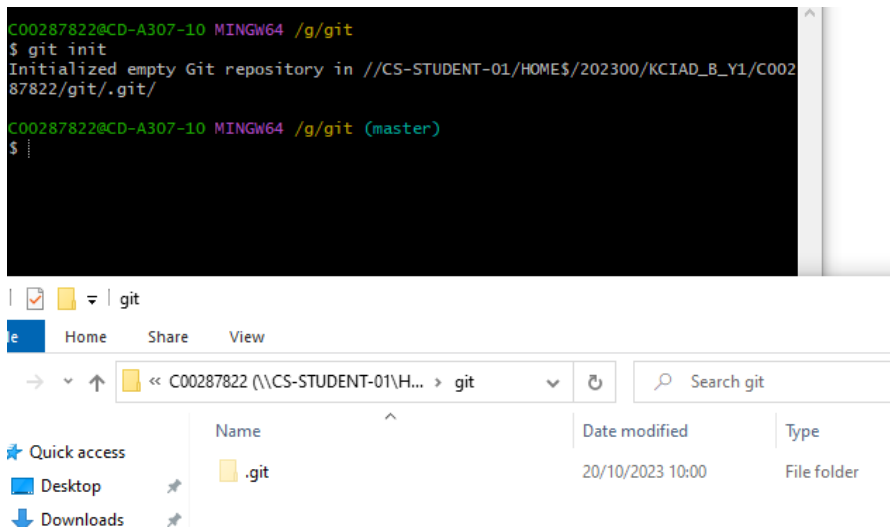 C00287822@CD-A307-10 MINGW64 /g/git
$ git init
Initialized empty Git repository in //CS-STUDENT-01/HOME$/202300/KCIAD_B_Y1/C002
87822/git/.git/
C00287822@CD-A307-10 MINGW64 /g/git (master)
$
git
le Home Share View
« C00287822 (\\CS-STUDENT-01\H... › git Search git
Name Date modified Type
Quick access
.git 20/10/2023 10:00 File folder
Desktop
Downloads